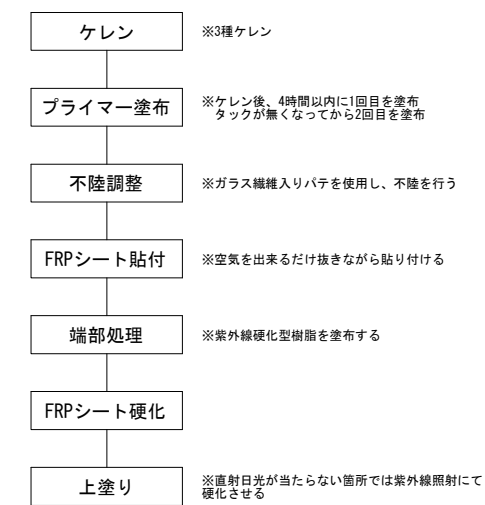 ケレン
※3種ケレン
プライマー塗布
※ケレン後、4時間以内に1回目を塗布
タックが無くなってから2回目を塗布
不陸調整
※ガラス繊維入りパテを使用し、不陸を行う
FRPシート貼付
※空気を出来るだけ抜きながら貼り付ける
端部処理
※紫外線硬化型樹脂を塗布する
FRPシート硬化
上塗り
※直射日光が当たらない箇所では紫外線照射にて
硬化させる